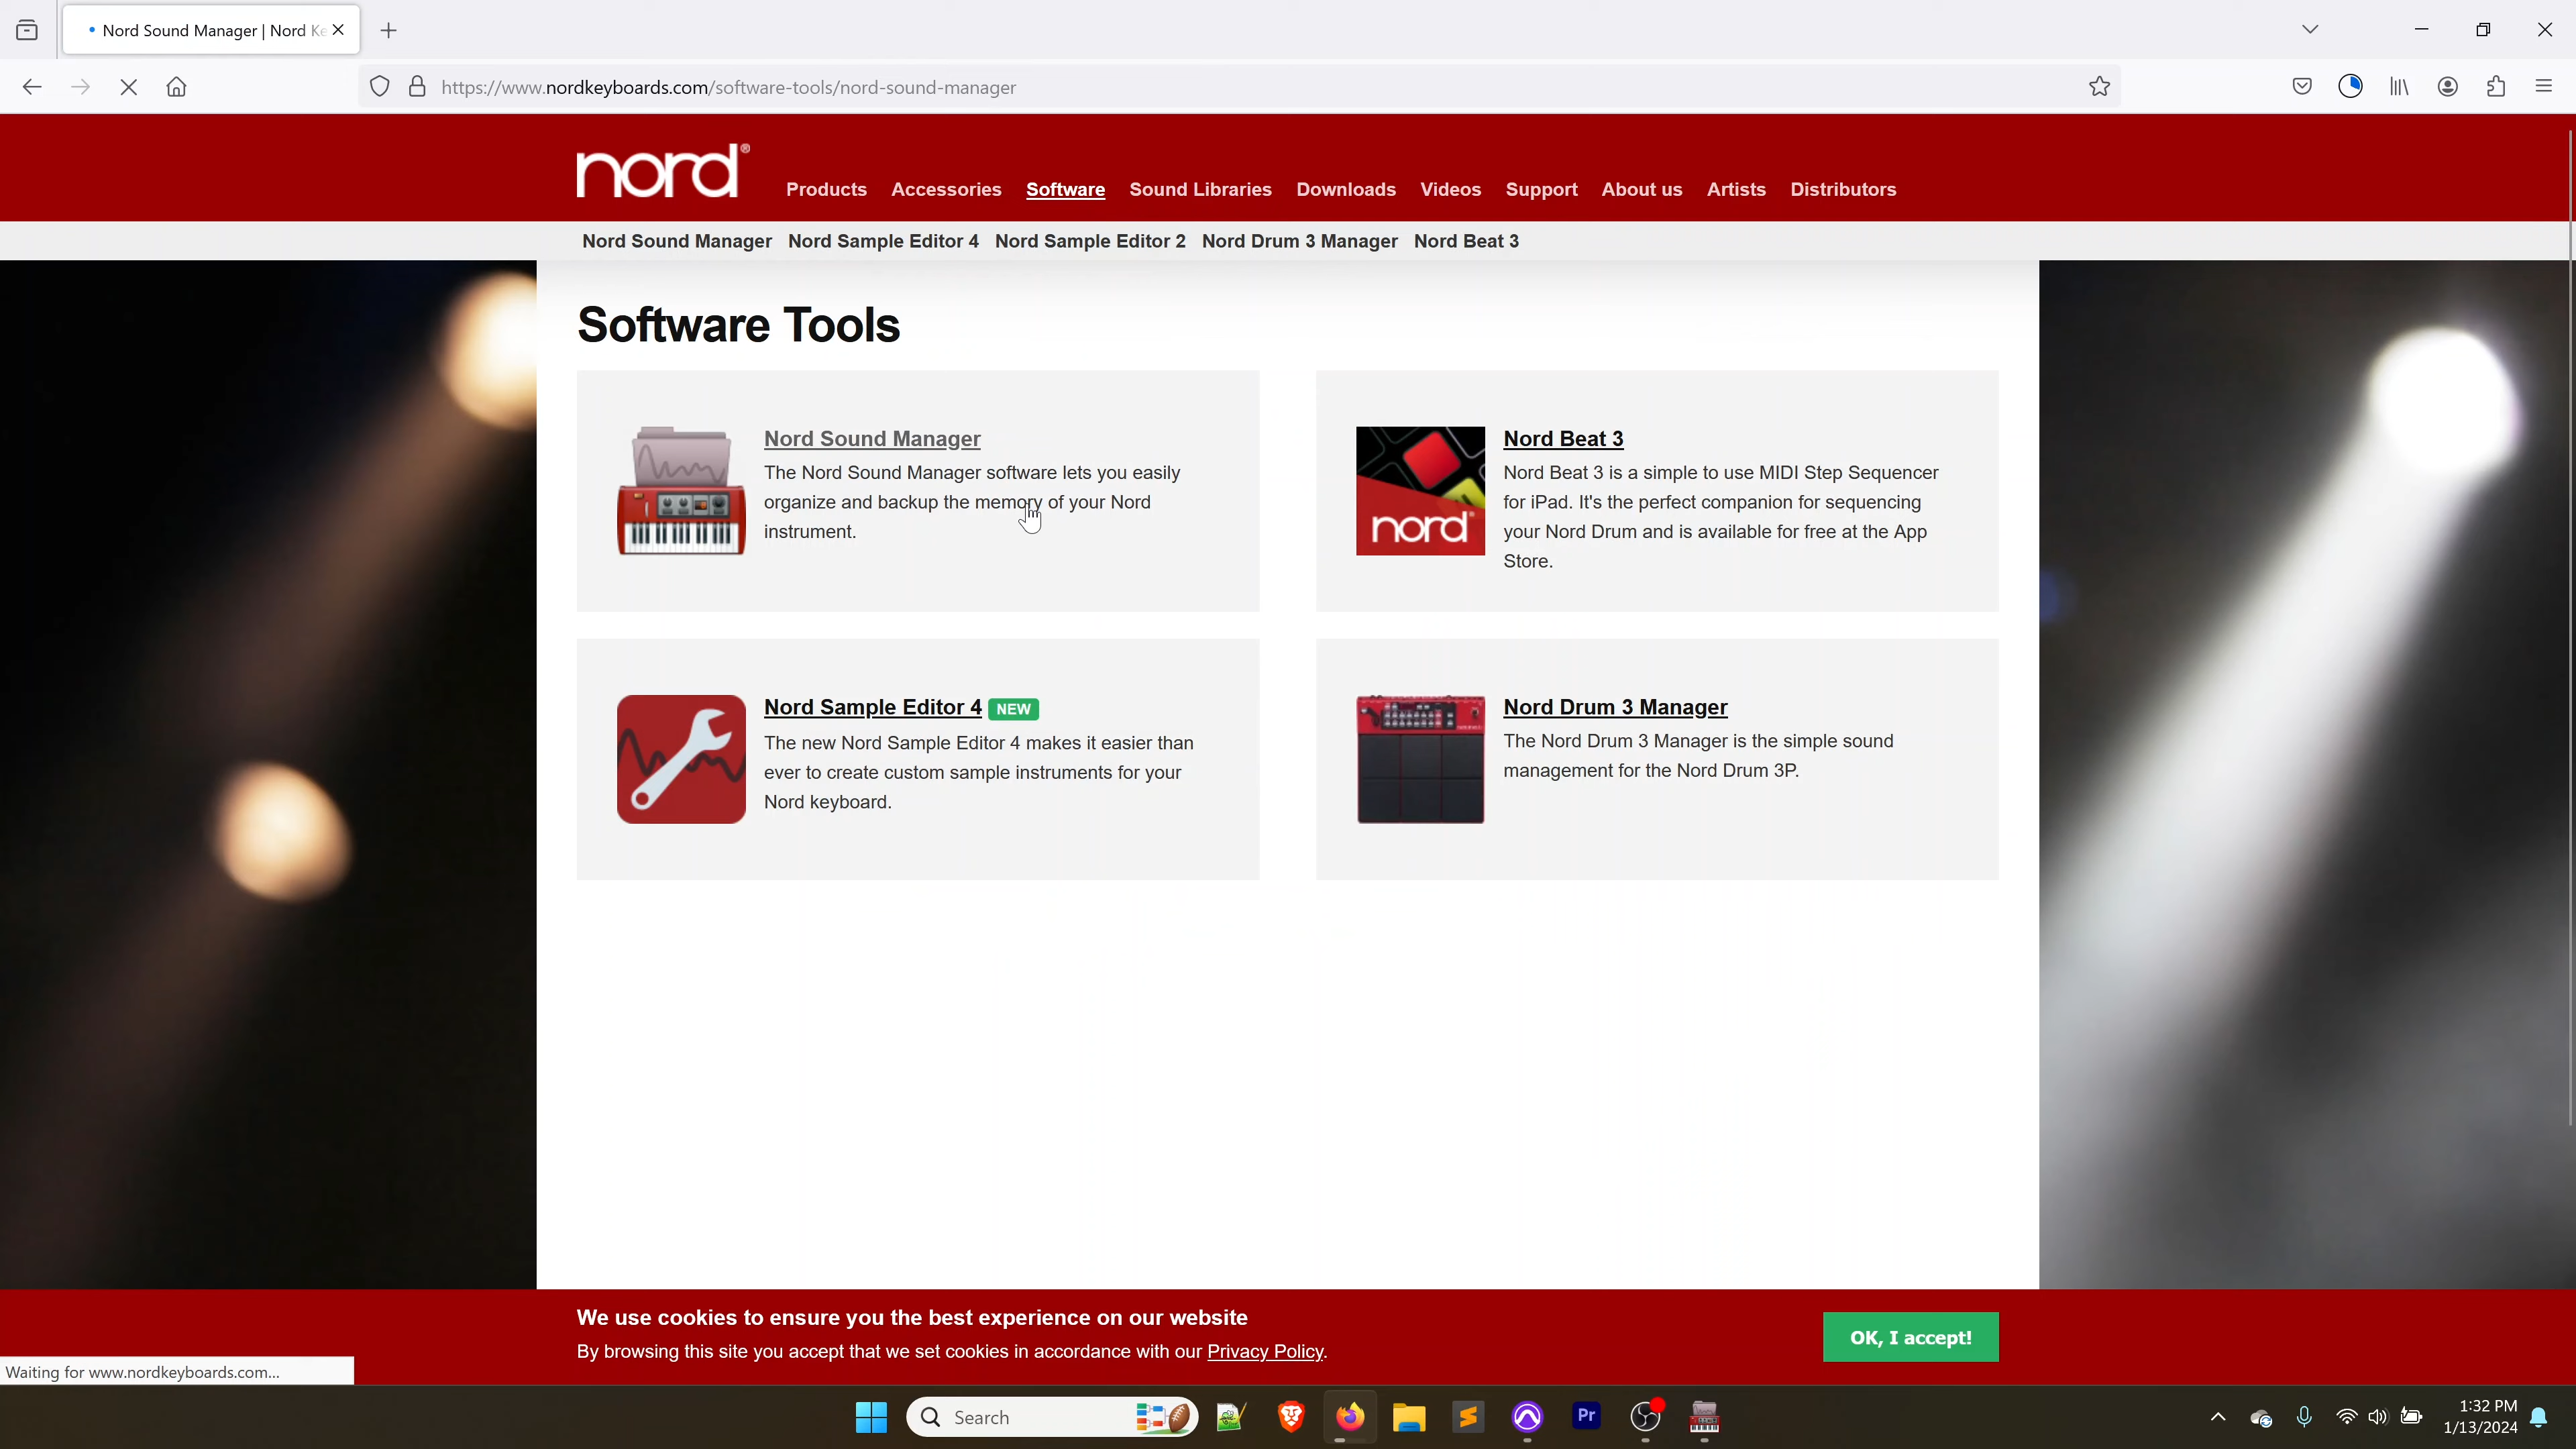 Nord Sound Manager | Nord Ke
https://www.nordkeyboards.com/software-tools/nord-sound-manager
nord®
Products Accessories Software Sound Libraries Downloads Videos Support About us Artists Distributors
Nord Sound Manager Nord Sample Editor 4 Nord Sample Editor 2 Nord Drum 3 Manager Nord Beat 3
Software Tools
Nord Sound Manager
The Nord Sound Manager software lets you easily
organize and backup the memory of your Nord
instrument.
nord
Nord Beat 3
Nord Beat 3 is a simple to use MIDI Step Sequencer
for iPad. It's the perfect companion for sequencing
your Nord Drum and is available for free at the App
Store.
Nord Sample Editor 4 NEW
The new Nord Sample Editor 4 makes it easier than
ever to create custom sample instruments for your
Nord keyboard.
Nord Drum 3 Manager
The Nord Drum 3 Manager is the simple sound
management for the Nord Drum 3P.
We use cookies to ensure you the best experience on our website
By browsing this site you accept that we set cookies in accordance with our Privacy Policy.
OK, I accept!
Waiting for www.nordkeyboards.com...
Search
Pr
1:32 PM
1/13/2024